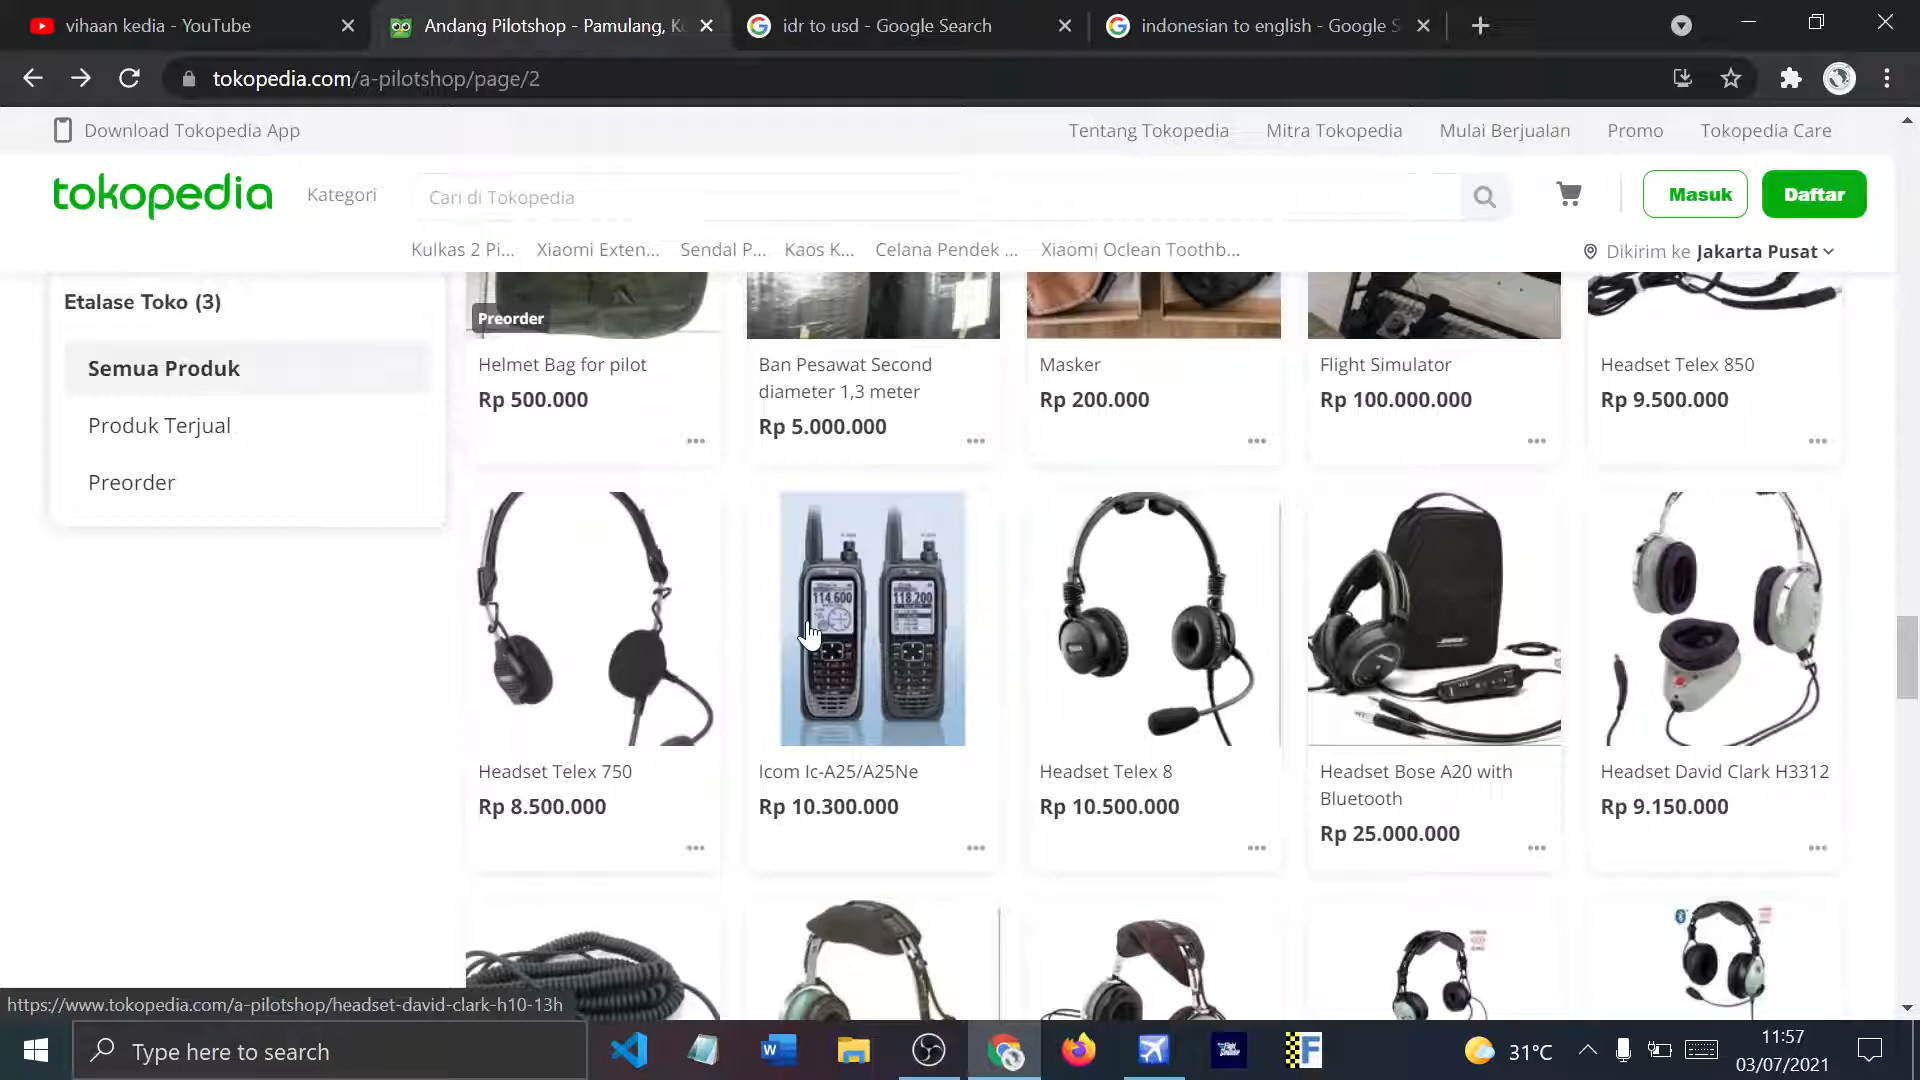 vihaan kedia - YouTube
Andang Pilotshop - Pamulang, K
idr to usd - Google Search
indonesian to english - Google S
tokopedia.com/a-pilotshop/page/2
Download Tokopedia App
Tentang Tokopedia
Mitra Tokopedia
Mulai Berjualan
Promo
Tokopedia Care
tokopedia
Kategori
Cari di Tokopedia
Masuk
Daftar
Kulkas 2 Pi...
Xiaomi Exten...
Sendal P...
Kaos K...
Celana Pendek ...
Xiaomi Oclean Toothb...
Dikirim ke Jakarta Pusat
Etalase Toko (3)
Semua Produk
Produk Terjual
Preorder
Preorder
Helmet Bag for pilot
Rp 500.000
Ban Pesawat Second
diameter 1,3 meter
Rp 5.000.000
Masker
Rp 200.000
Flight Simulator
Rp 100.000.000
Headset Telex 850
Rp 9.500.000
114.600
118.200
Headset Telex 750
Rp 8.500.000
Icom Ic-A25/A25Ne
Rp 10.300.000
Headset Telex 8
Rp 10.500.000
Headset Bose A20 with
Bluetooth
Rp 25.000.000
Headset David Clark H3312
Rp 9.150.000
https://www.tokopedia.com/a-pilotshop/headset-david-clark-h10-13h
Type here to search
31°C
11:57
03/07/2021